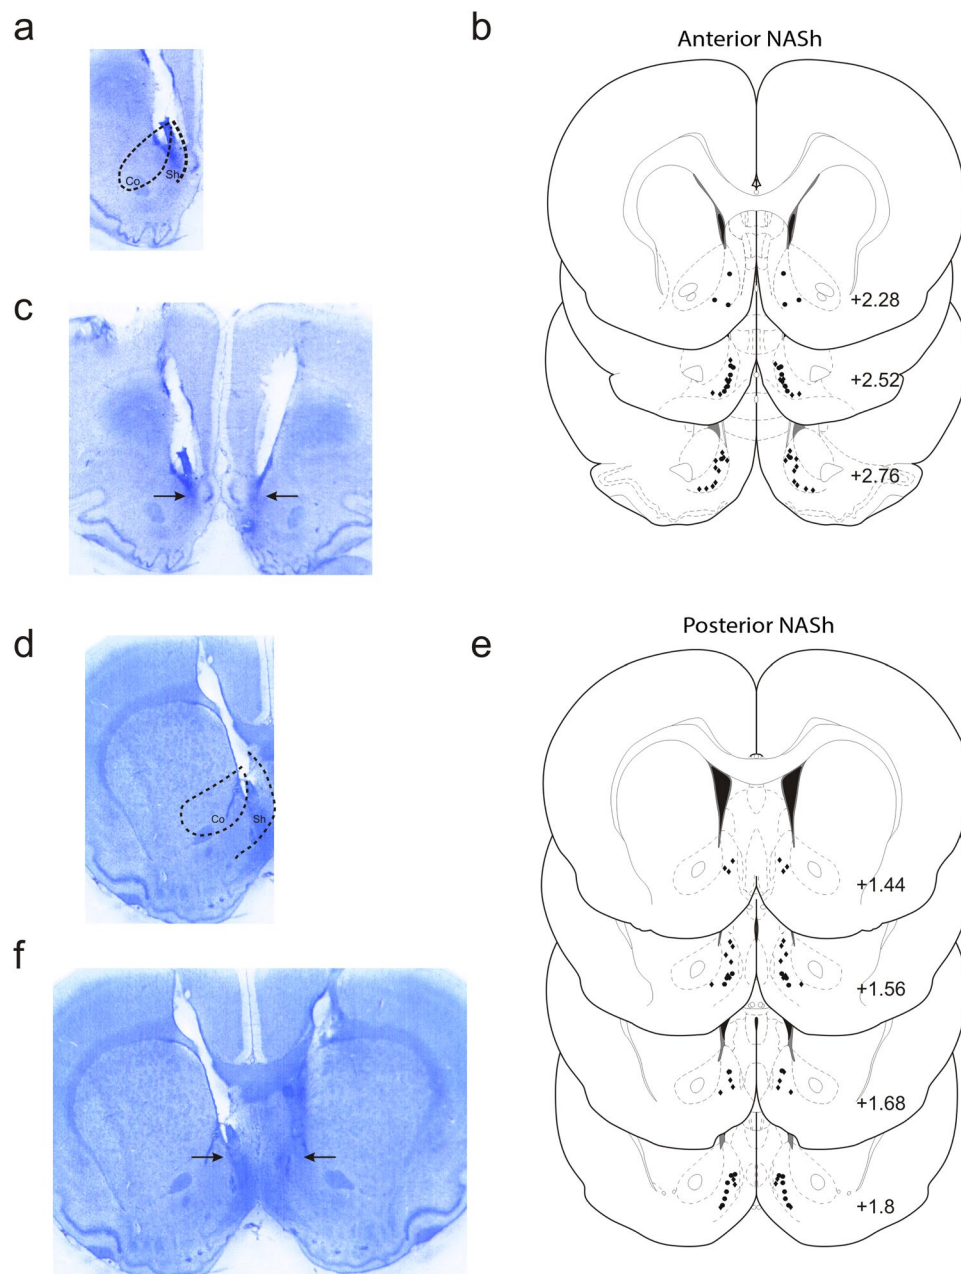 a
Co
Sh
b
Anterior NASh
+2.28
+2.52
+2.76
c
d
Co
Sh
e
Posterior NASh
+1.44
+1.56
+1.68
+1.8
f